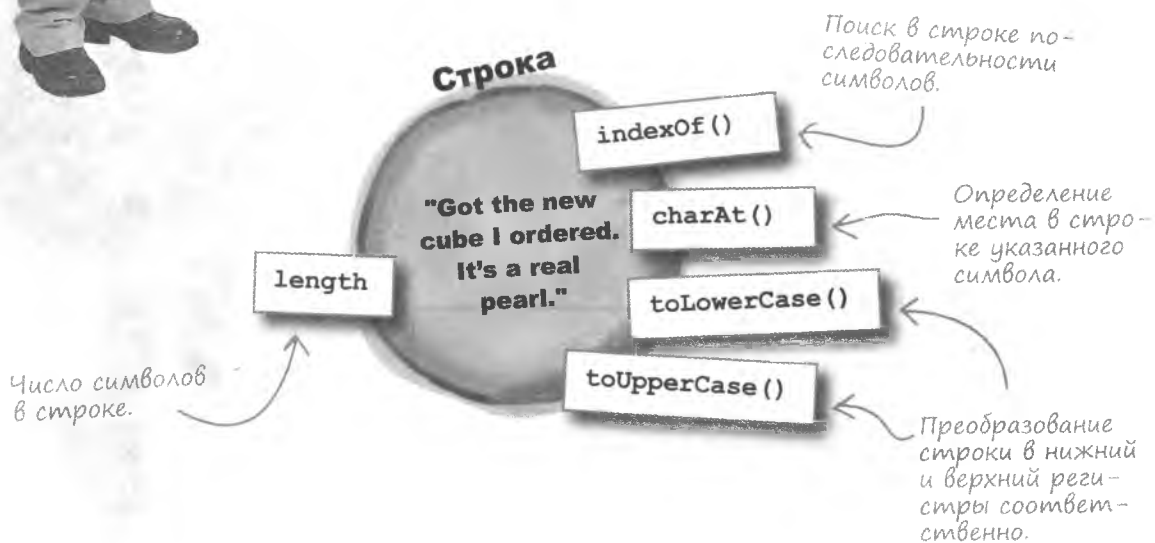 Поиск в строке по-
следовательности
символов.
Строка
indexOf()
"Got the new
cube I ordered.
It's a real
pearl."
charAt()
Определение
места в стро-
ке указанного
символа.
length
toLowerCase()
toUpperCase()
Число символов
в строке.
Преобразование
строки в нижний
и верхний реги-
стры соответ-
ственно.